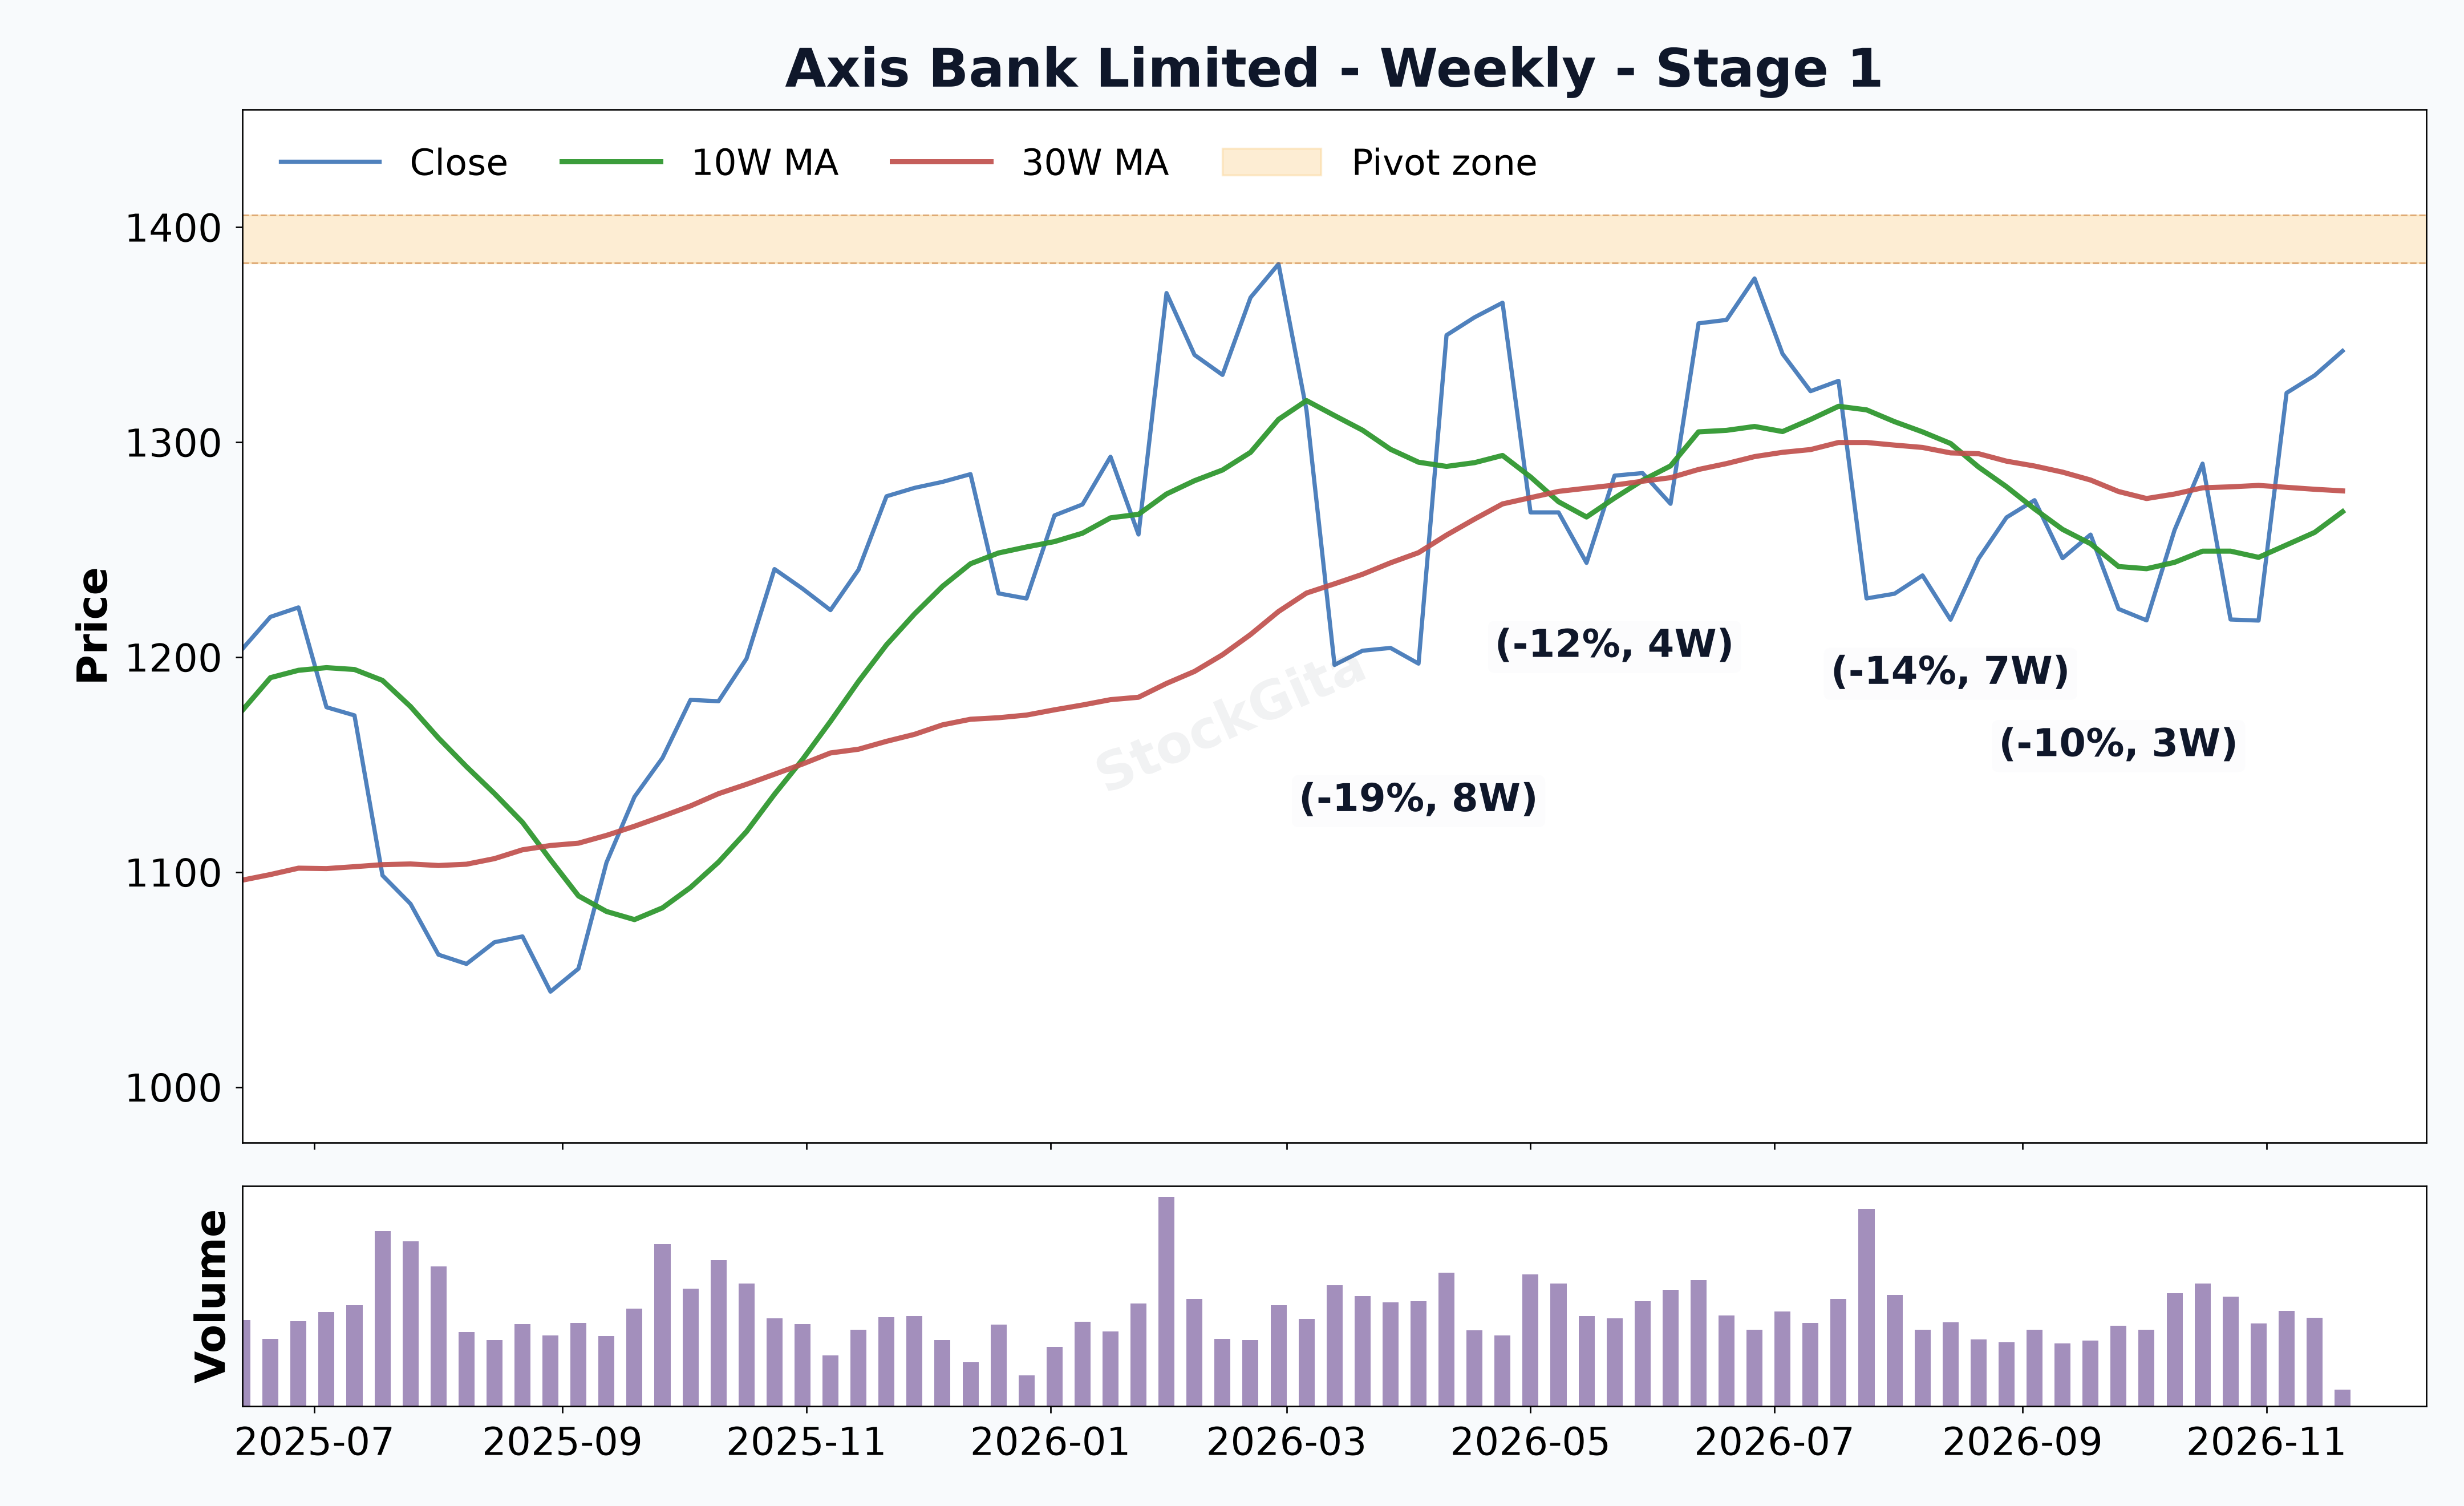 Axis Bank Limited - Weekly - Stage 1
Close 10W MA 30W MA Pivot zone
1400
1300
1200
1100
1000
Price
(-12%, 4W)
(-14%, 7W)
(-10%, 3W)
(-19%, 8W)
StockGita
Volume
2025-07 2025-09 2025-11 2026-01 2026-03 2026-05 2026-07 2026-09 2026-11